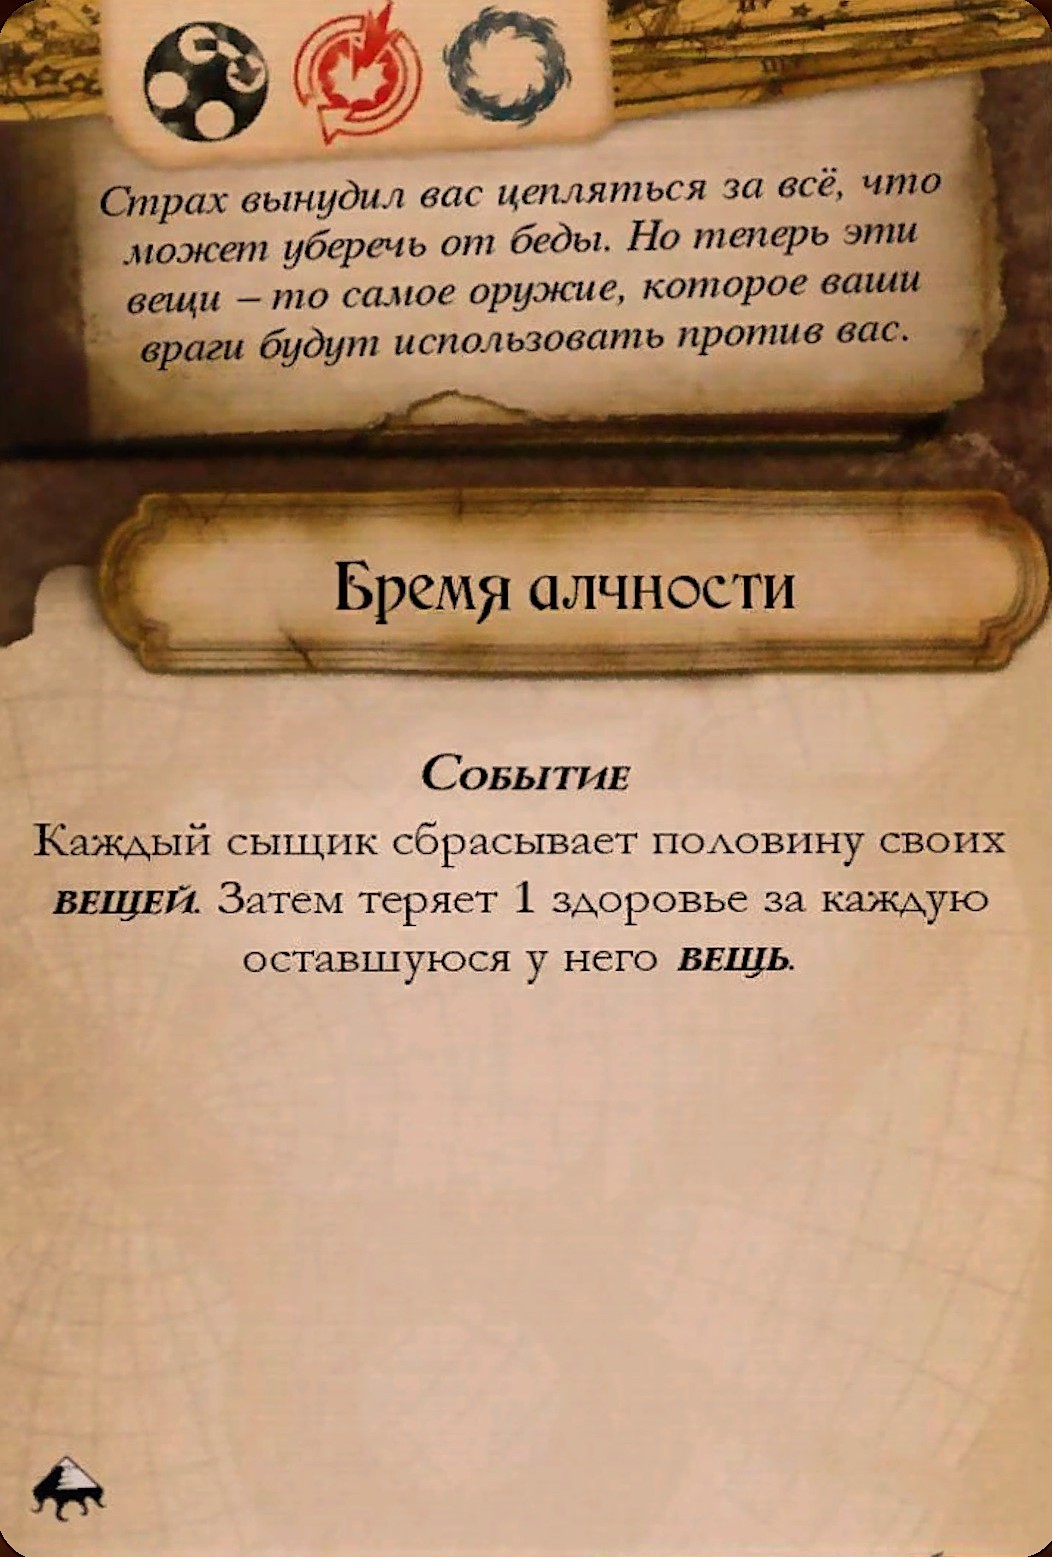 Страх вынудил вас цепляться за всё, что
может уберечь от беды. Но теперь эти
вещи – то самое оружие, которое ваши
враги будут использовать против вас.
Бремя алчности
Событие
Каждый сыщик сбрасывает половину своих
ВЕЩЕЙ. Затем теряет 1 здоровье за каждую
оставшуюся у него ВЕЩЬ.